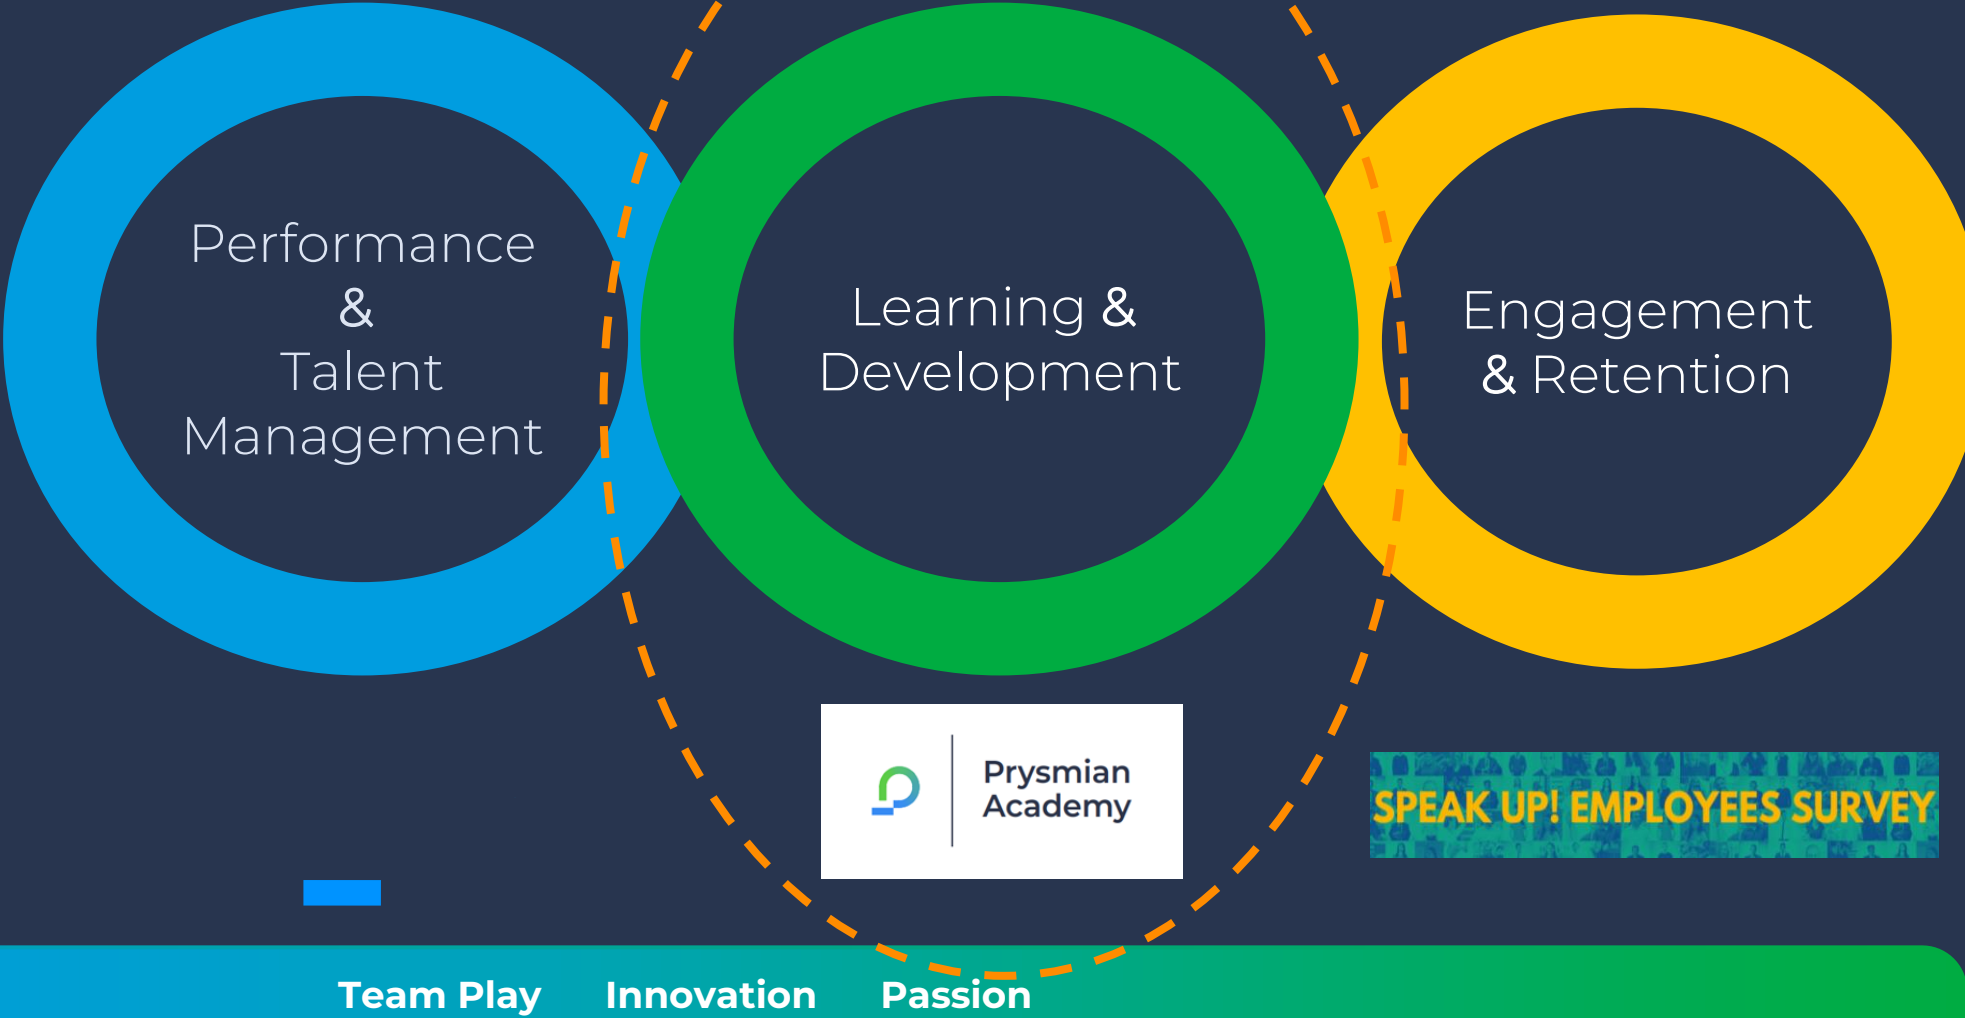 Performance
&
Talent
Management
Learning &
Development
Engagement
& Retention
Prysmian
Academy
SPEAK UP! EMPLOYEES SURVEY
Team Play
Innovation
Passion